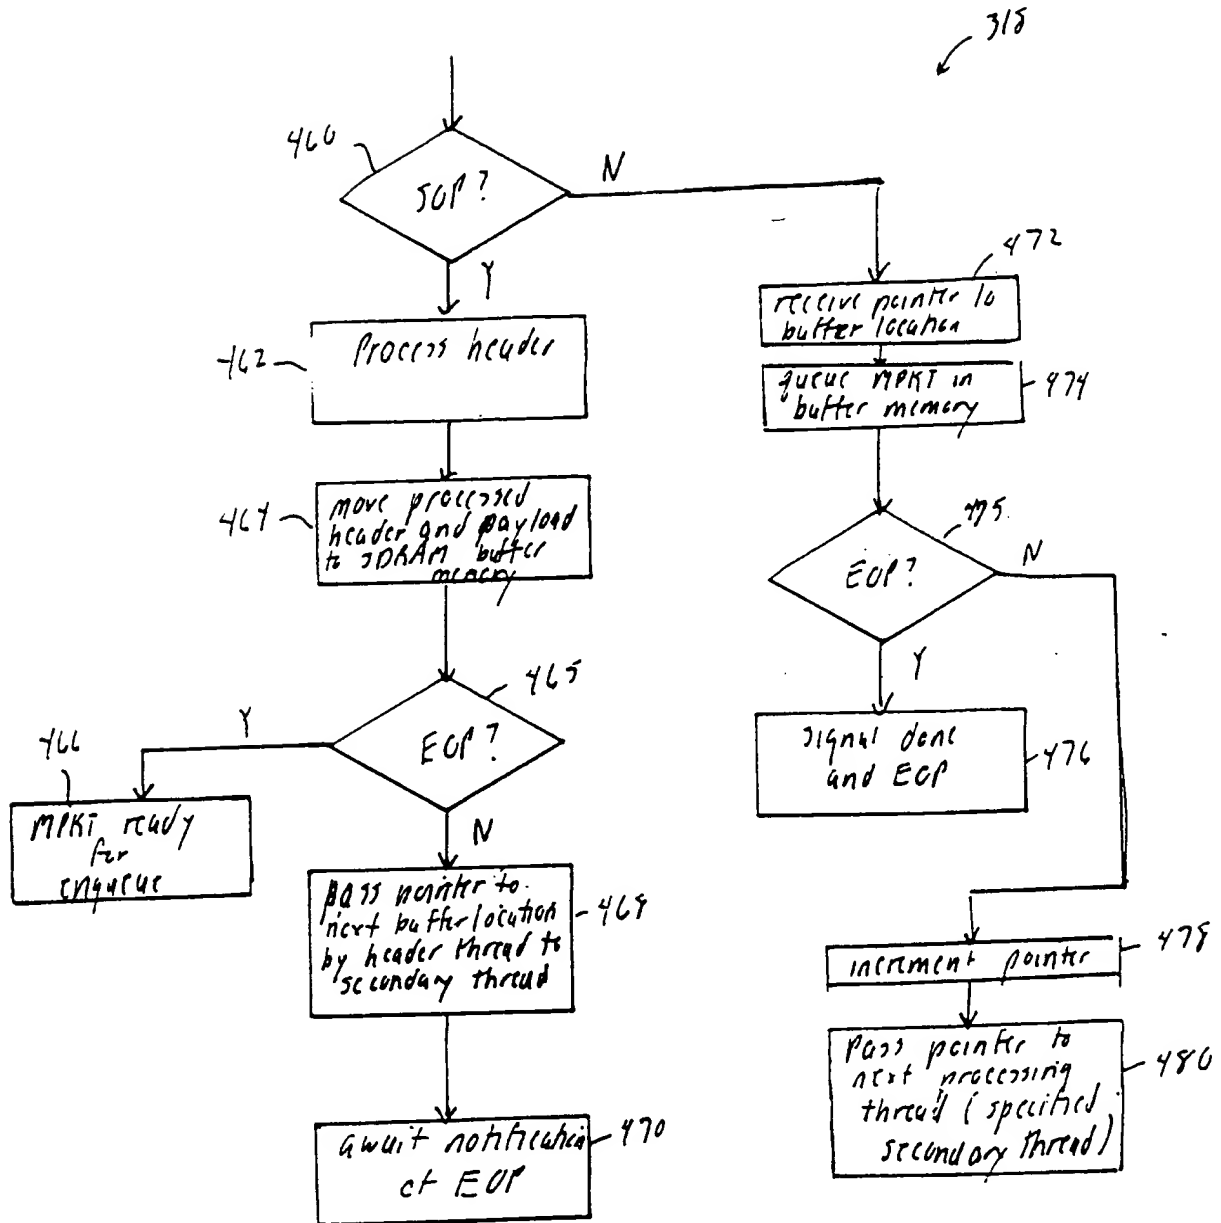 318
460
SOP?
N
Y
462
Process header
464
move processed
header and payload
to SDRAM buffer
memory
465
EOP?
Y
N
466
MPKT ready
for
enqueue
pass pointer to
next buffer location
by header thread to
secondary thread
468
await notification
of EOP
470
472
receive pointer to
buffer location
queue MPKT in
buffer memory
474
475
EOP?
N
Y
signal done
and EOP
476
increment pointer
478
Pass pointer to
next processing
thread (specified
secondary thread)
480